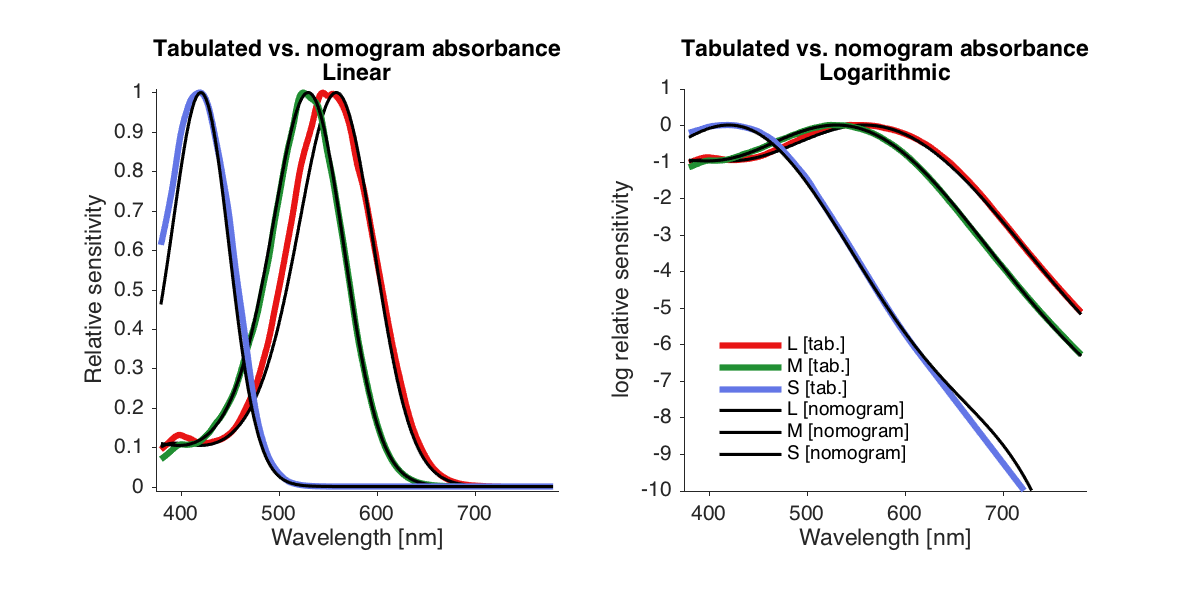 Tabulated vs. nomogram absorbance
Linear
1
0.9
0.8
0.7
0.6
0.5
0.4
0.3
0.2
0.1
0
Relative sensitivity
400 500 600 700
Wavelength [nm]
Tabulated vs. nomogram absorbance
Logarithmic
1
0
-1
-2
-3
-4
-5
-6
-7
-8
-9
-10
log relative sensitivity
L [tab.]
M [tab.]
S [tab.]
L [nomogram]
M [nomogram]
S [nomogram]
400 500 600 700
Wavelength [nm]